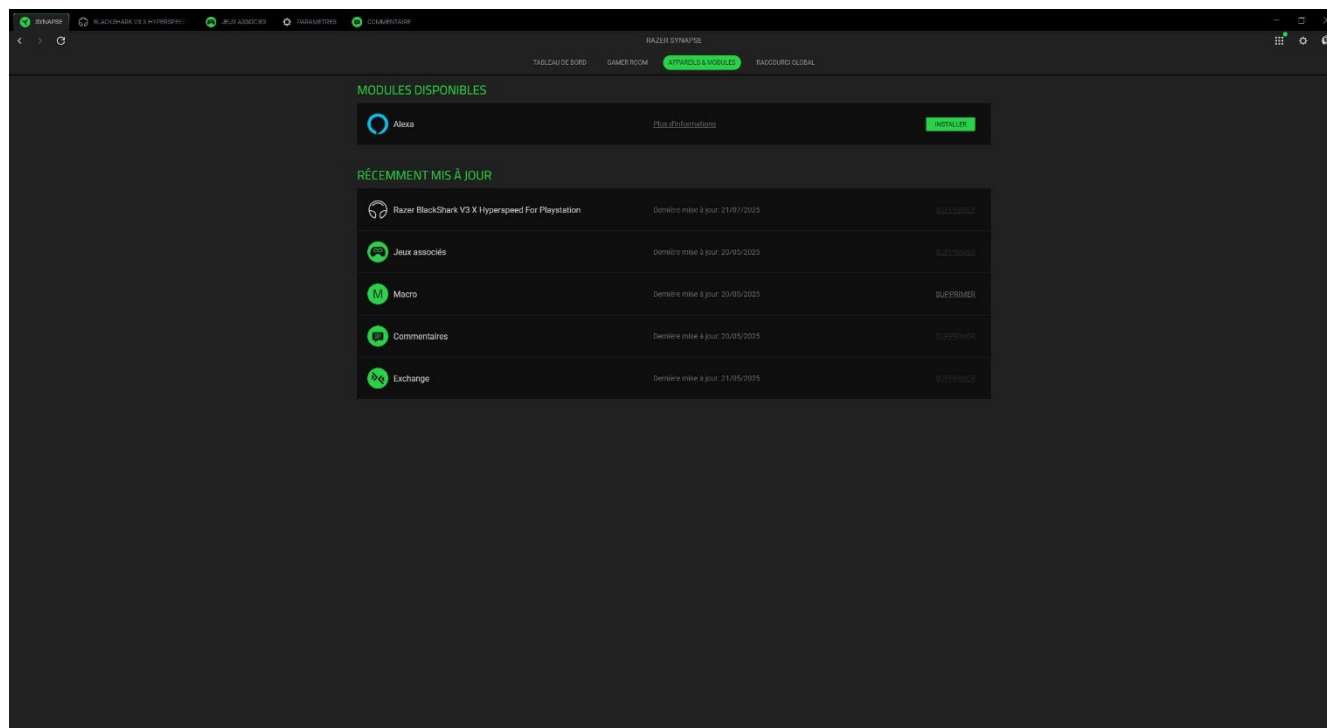 SYNAPSE BLACKSHARK V3 X HYPERSPEED JEUX ASSOCIÉS PARAMÈTRES COMMENTAIRE
RAZER SYNAPSE
TABLEAU DE BORD GAMER ROOM APPAREILS & MODULES RACCOURCI GLOBAL
MODULES DISPONIBLES
Alexa Plus d'informations INSTALLER
RÉCEMMENT MIS À JOUR
Razer BlackShark V3 X Hyperspeed For Playstation Dernière mise à jour: 21/07/2025 SUPPRIMER
Jeux associés Dernière mise à jour: 20/05/2025 SUPPRIMER
M Macro Dernière mise à jour: 20/05/2025 SUPPRIMER
Commentaires Dernière mise à jour: 20/05/2025 SUPPRIMER
Exchange Dernière mise à jour: 21/05/2025 SUPPRIMER